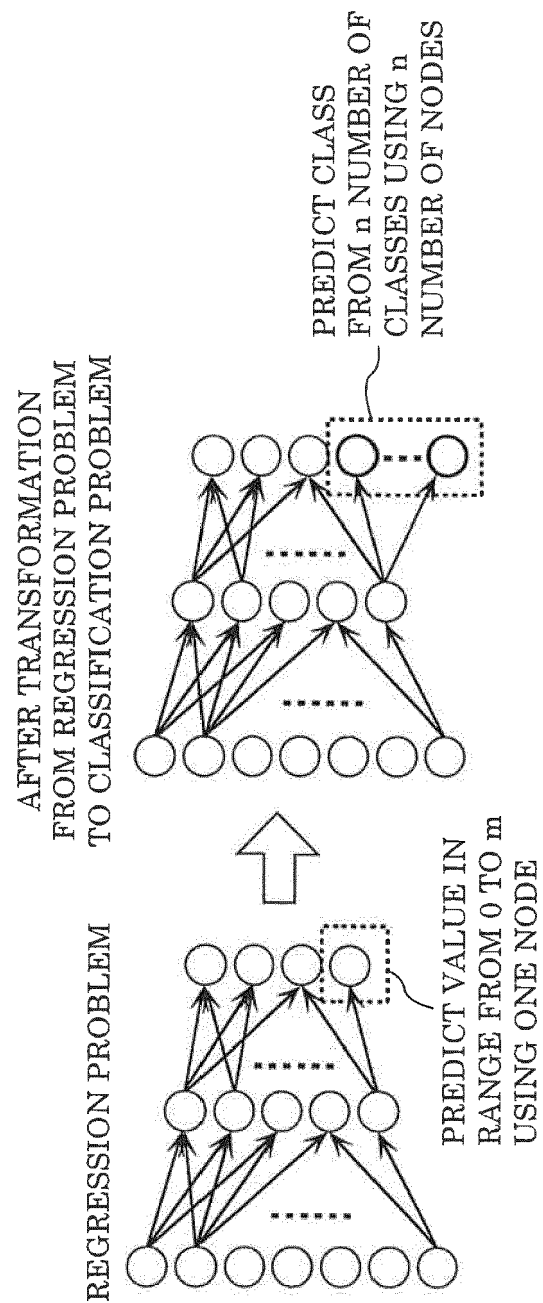 REGRESSION PROBLEM
PREDICT VALUE IN
RANGE FROM 0 TO m
USING ONE NODE
AFTER TRANSFORMATION
FROM REGRESSION PROBLEM
TO CLASSIFICATION PROBLEM
PREDICT CLASS
FROM n NUMBER OF
CLASSES USING n
NUMBER OF NODES